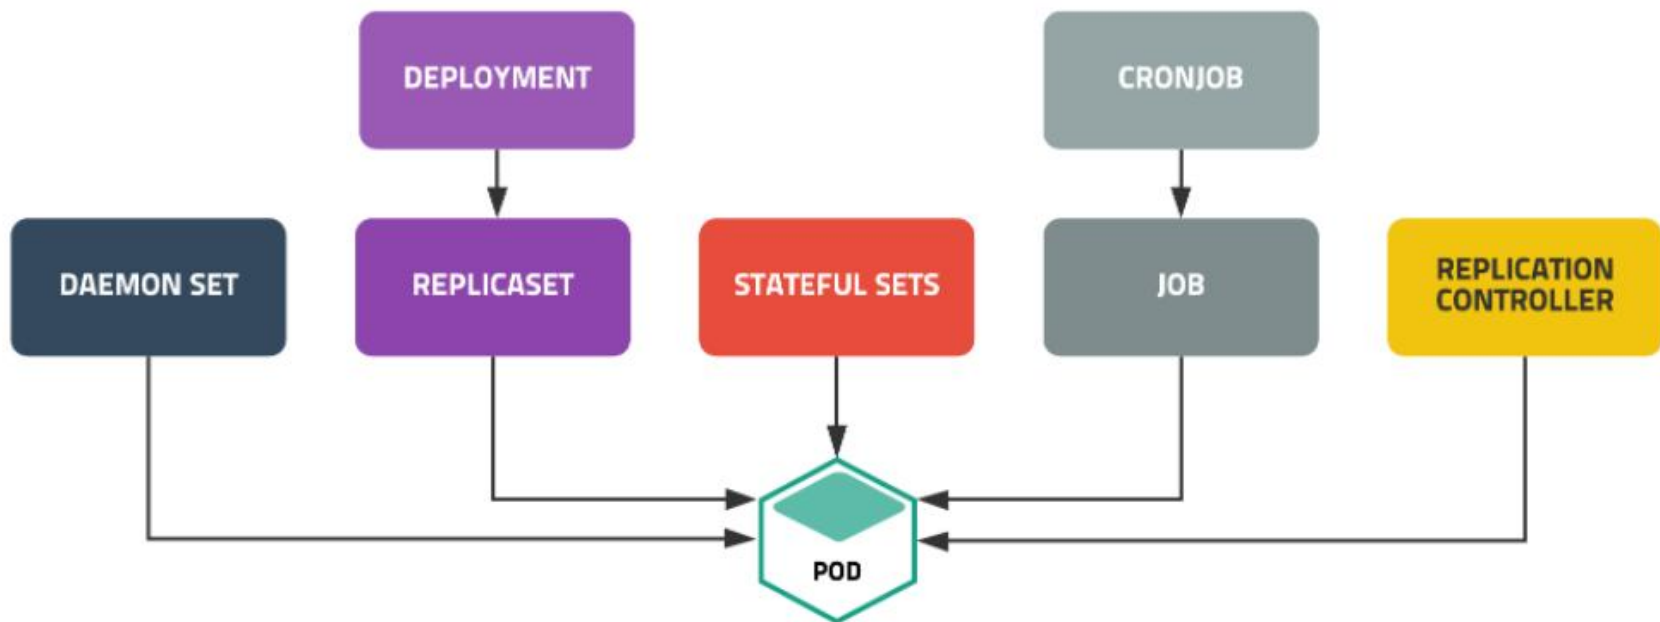 DEPLOYMENT
CRONJOB
DAEMON SET
REPLICASET
STATEFUL SETS
JOB
REPLICATION
CONTROLLER
POD